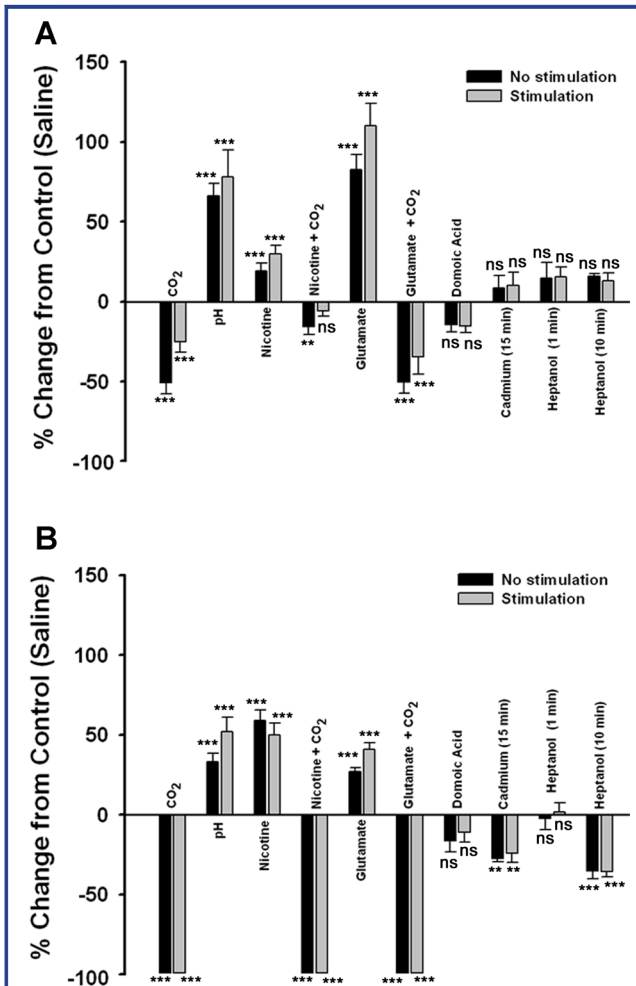 A
% Change from Control (Saline)
150
100
50
0
-50
-100
No stimulation
Stimulation
CO2
pH
Nicotine
Nicotine + CO2
Glutamate
Glutamate + CO2
Domoic Acid
Cadmium (15 min)
Heptanol (1 min)
Heptanol (10 min)
*** ***
*** ***
*** ***
** ns
*** ***
*** ***
ns ns
ns ns
ns ns
ns ns
B
% Change from Control (Saline)
150
100
50
0
-50
-100
No stimulation
Stimulation
CO2
pH
Nicotine
Nicotine + CO2
Glutamate
Glutamate + CO2
Domoic Acid
Cadmium (15 min)
Heptanol (1 min)
Heptanol (10 min)
*** ***
*** ***
*** ***
*** ***
*** ***
*** ***
ns ns
** **
ns ns
*** ***